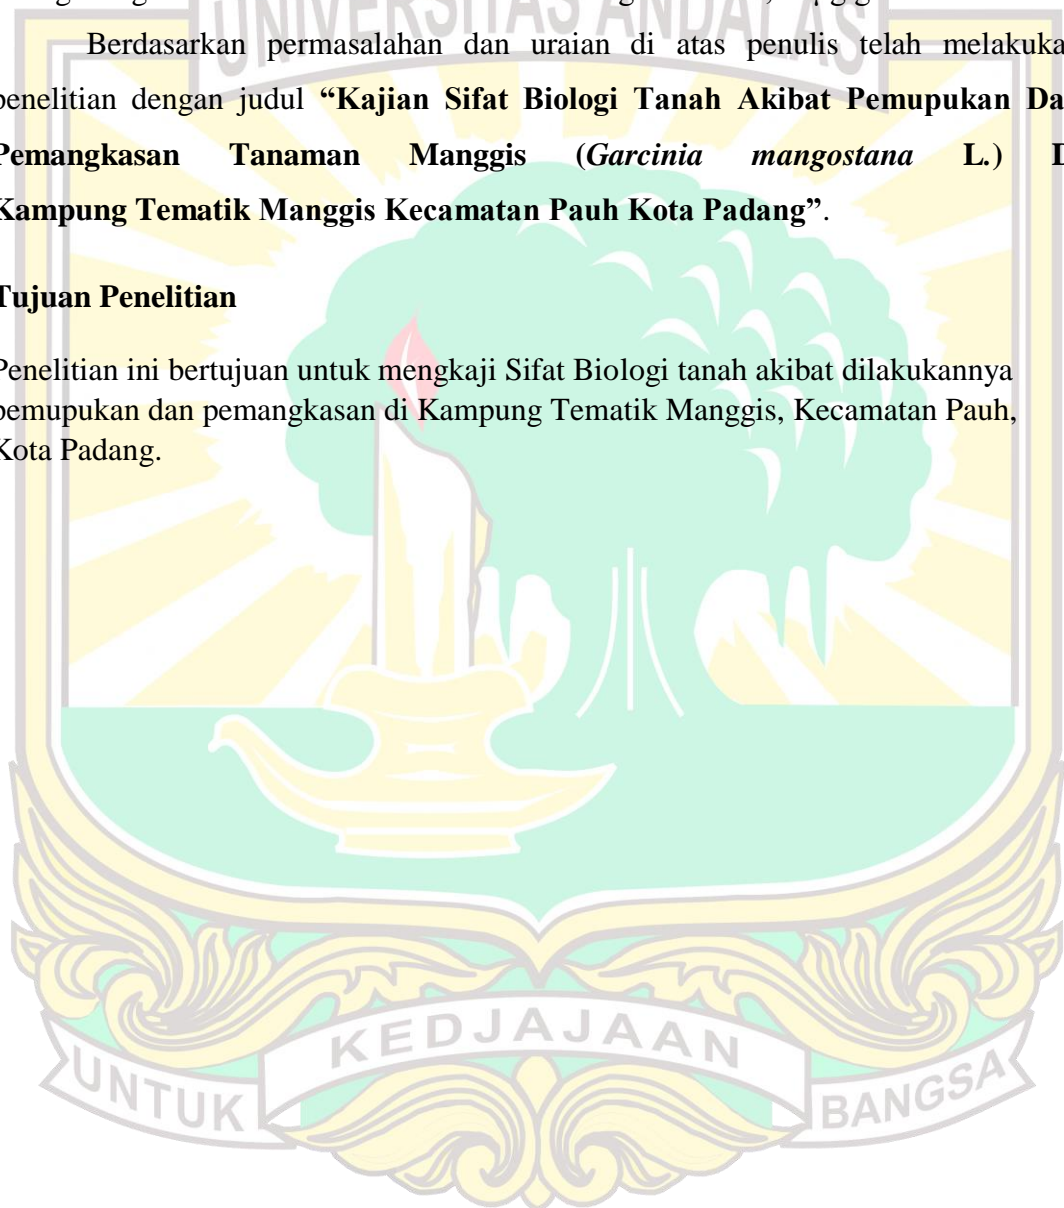 UNIVERSITAS ANDALAS
Berdasarkan permasalahan dan uraian di atas penulis telah melakuka
penelitian dengan judul “Kajian Sifat Biologi Tanah Akibat Pemupukan Da
Pemangkasan Tanaman Manggis (Garcinia mangostana L.) D
Kampung Tematik Manggis Kecamatan Pauh Kota Padang”.
Tujuan Penelitian
Penelitian ini bertujuan untuk mengkaji Sifat Biologi tanah akibat dilakukannya
pemupukan dan pemangkasan di Kampung Tematik Manggis, Kecamatan Pauh,
Kota Padang.
UNTUK KEDJAJAAN BANGSA